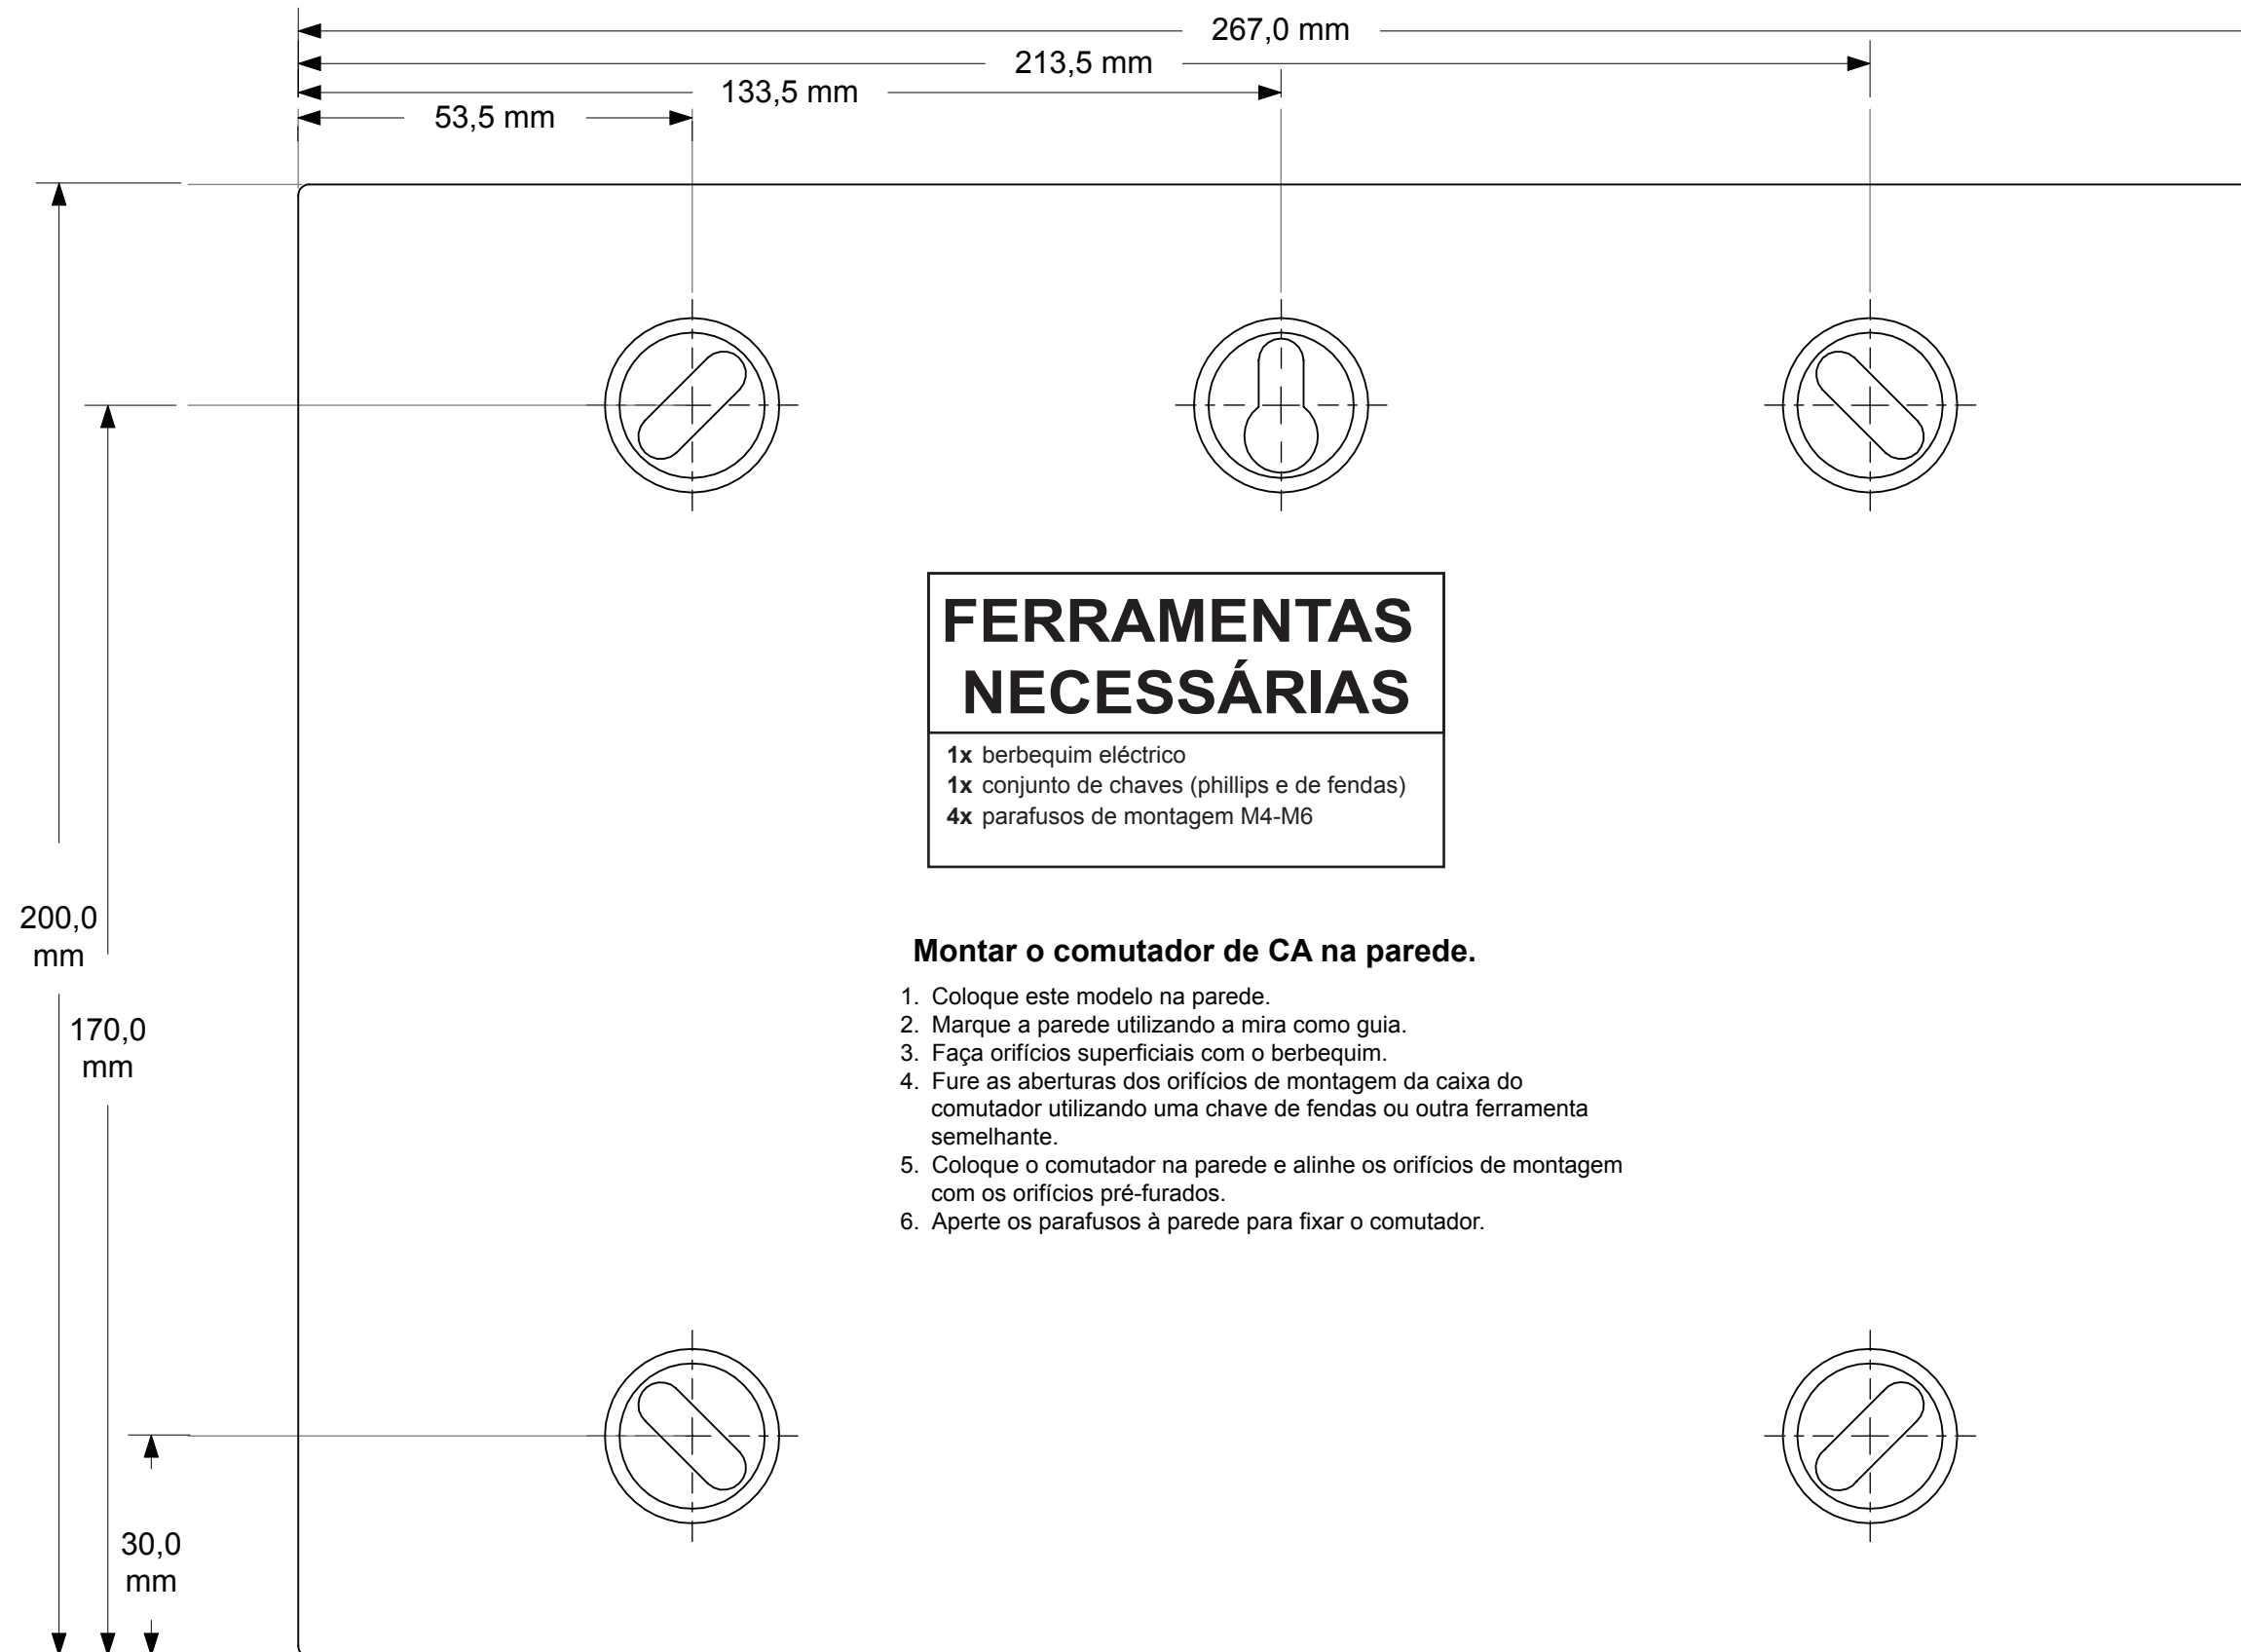 267,0 mm
213,5 mm
133,5 mm
53,5 mm
FERRAMENTAS
NECESSÁRIAS
1x berbequim eléctrico
1x conjunto de chaves (phillips e de fendas)
4x parafusos de montagem M4-M6
200,0
mm
170,0
mm
30,0
mm
Montar o comutador de CA na parede.
1. Coloque este modelo na parede.
2. Marque a parede utilizando a mira como guia.
3. Faça orifícios superficiais com o berbequim.
4. Fure as aberturas dos orifícios de montagem da caixa do
comutador utilizando uma chave de fendas ou outra ferramenta
semelhante.
5. Coloque o comutador na parede e alinhe os orifícios de montagem
com os orifícios pré-furados.
6. Aperte os parafusos à parede para fixar o comutador.